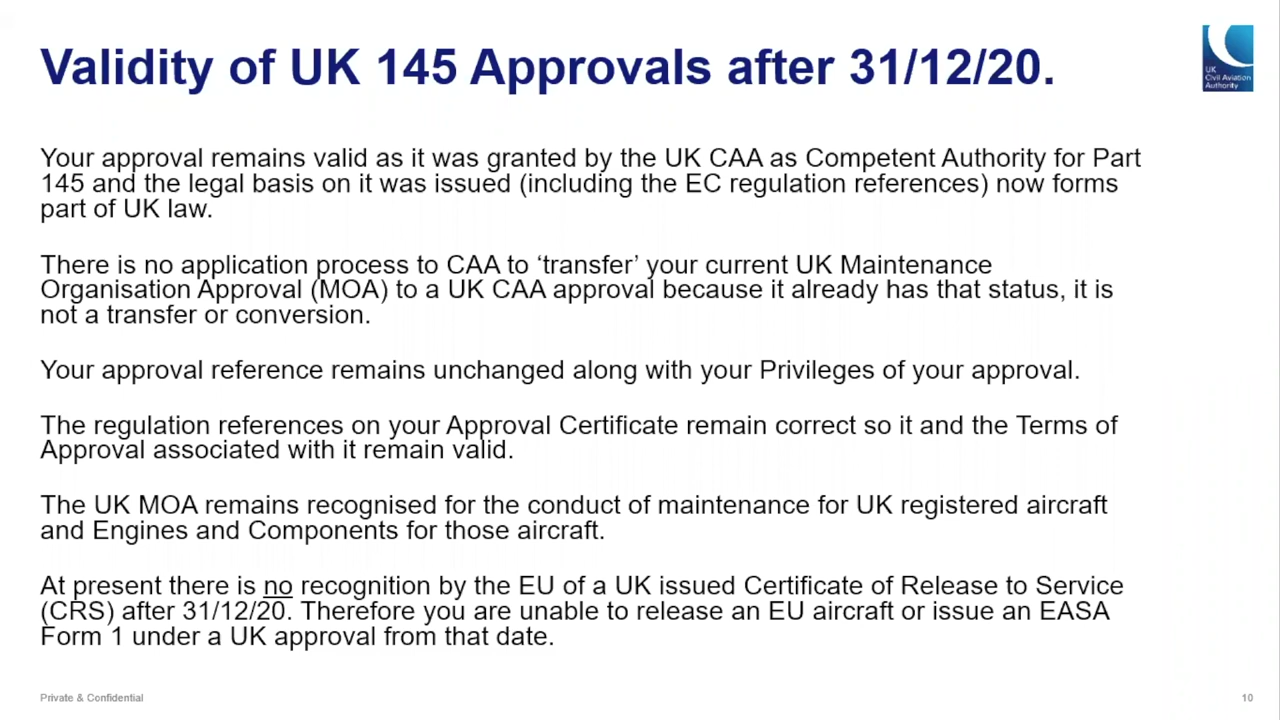 Validity of UK 145 Approvals after 31/12/20.
UK
Civil Aviation
Authority
Your approval remains valid as it was granted by the UK CAA as Competent Authority for Part
145 and the legal basis on it was issued (including the EC regulation references) now forms
part of UK law.
There is no application process to CAA to ‘transfer’ your current UK Maintenance
Organisation Approval (MOA) to a UK CAA approval because it already has that status, it is
not a transfer or conversion.
Your approval reference remains unchanged along with your Privileges of your approval.
The regulation references on your Approval Certificate remain correct so it and the Terms of
Approval associated with it remain valid.
The UK MOA remains recognised for the conduct of maintenance for UK registered aircraft
and Engines and Components for those aircraft.
At present there is no recognition by the EU of a UK issued Certificate of Release to Service
(CRS) after 31/12/20. Therefore you are unable to release an EU aircraft or issue an EASA
Form 1 under a UK approval from that date.
Private & Confidential
10